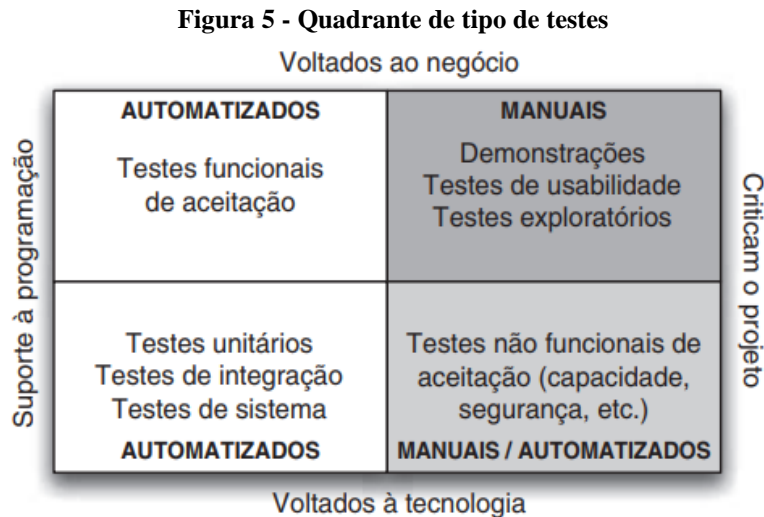 Figura 5 - Quadrante de tipo de testes
Voltados ao negócio
Suporte à programação
AUTOMATIZADOS
Testes funcionais
de aceitação
MANUAIS
Demonstrações
Testes de usabilidade
Testes exploratórios
Criticam o projeto
Testes unitários
Testes de integração
Testes de sistema
AUTOMATIZADOS
Testes não funcionais de
aceitação (capacidade,
segurança, etc.)
MANUAIS / AUTOMATIZADOS
Voltados à tecnologia